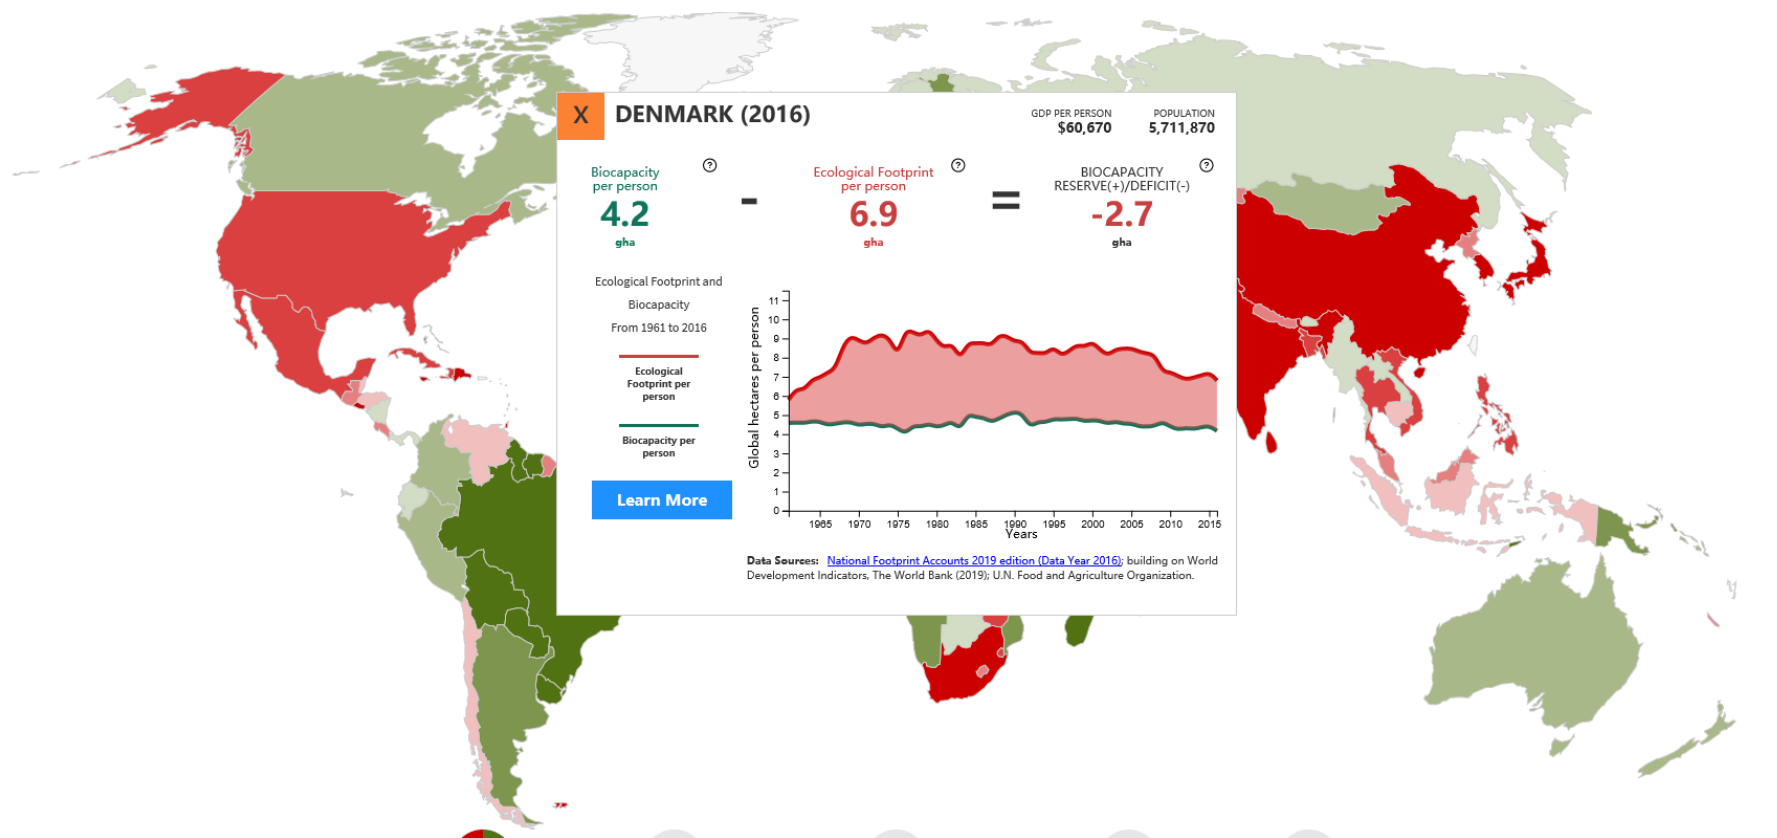 X
DENMARK (2016)
GDP PER PERSON
$60,670
POPULATION
5,711,870
Biocapacity
per person
4.2
gha
?
-
Ecological Footprint
per person
6.9
gha
?
=
BIOCAPACITY
RESERVE(+)/DEFICIT(-)
-2.7
gha
?
Ecological Footprint and
Biocapacity
From 1961 to 2016
Ecological
Footprint per
person
Biocapacity per
person
Learn More
Global hectares per person
11
10
9
8
7
6
5
4
3
2
1
0
1965 1970 1975 1980 1985 1990 1995 2000 2005 2010 2015
Years
Data Sources: National Footprint Accounts 2019 edition (Data Year 2016); building on World
Development Indicators, The World Bank (2019); U.N. Food and Agriculture Organization.